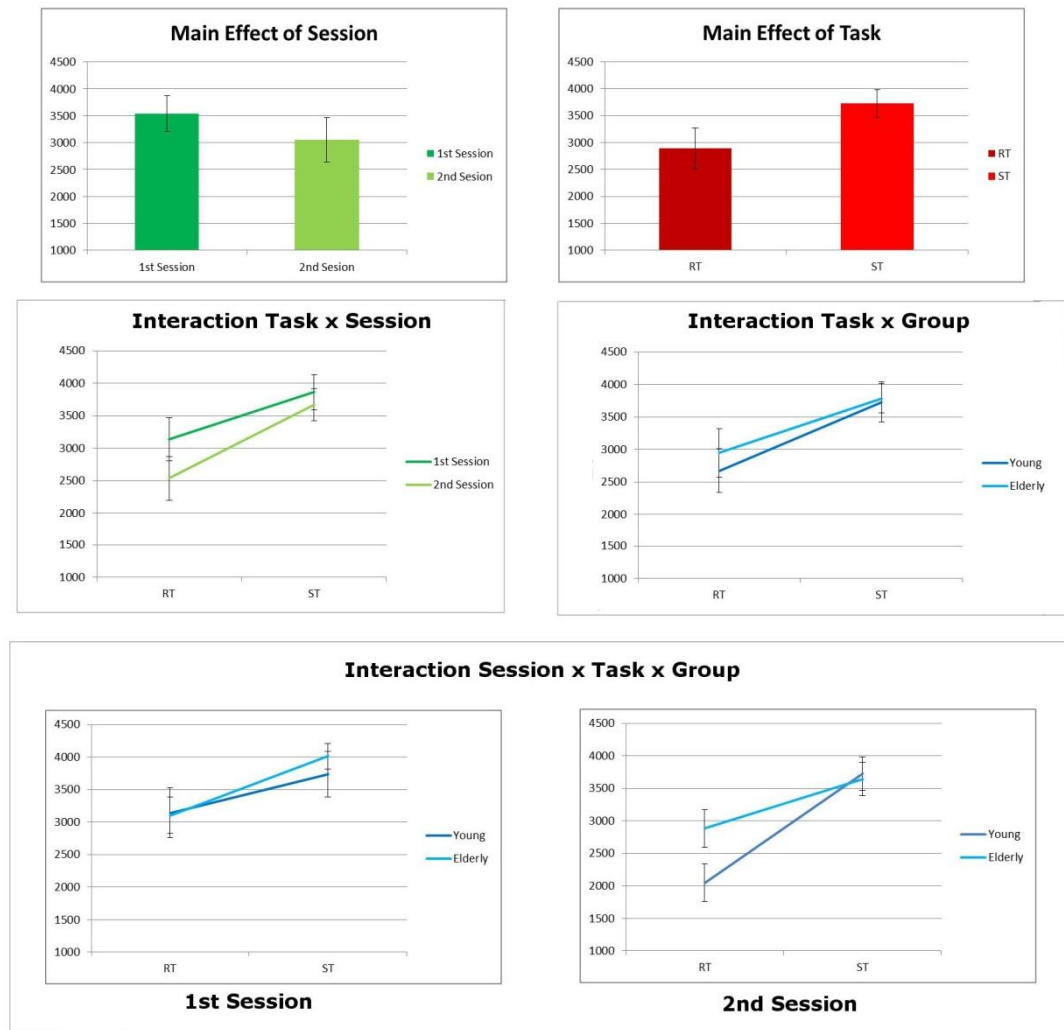 Main Effect of Session
4500
4000
3500
3000
2500
2000
1500
1000
1st Session
2nd Sesion
1st Session
2nd Sesion
Main Effect of Task
4500
4000
3500
3000
2500
2000
1500
1000
RT
ST
RT
ST
Interaction Task x Session
4500
4000
3500
3000
2500
2000
1500
1000
RT
ST
1st Session
2nd Session
Interaction Task x Group
4500
4000
3500
3000
2500
2000
1500
1000
RT
ST
Young
Elderly
Interaction Session x Task x Group
4500
4000
3500
3000
2500
2000
1500
1000
RT
ST
Young
Elderly
1st Session
4500
4000
3500
3000
2500
2000
1500
1000
RT
ST
Young
Elderly
2nd Session